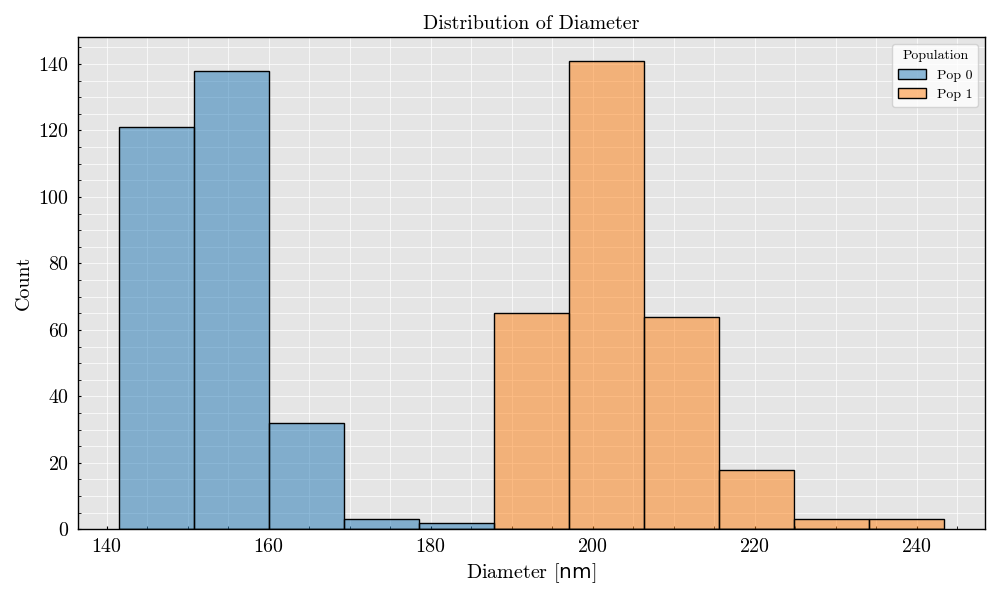 Distribution of Diameter
Population
Pop 0
Pop 1
140
120
100
80
60
40
20
0
Count
140 160 180 200 220 240
Diameter [nm]